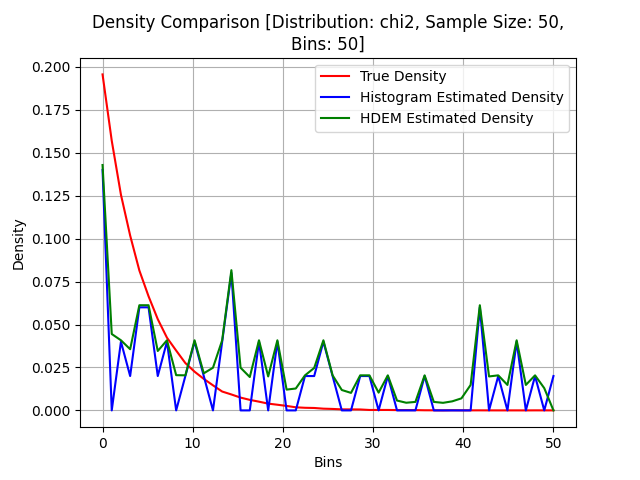 Density Comparison [Distribution: chi2, Sample Size: 50,
Bins: 50]
0.200
0.175
0.150
0.125
0.100
0.075
0.050
0.025
0.000
Density
True Density
Histogram Estimated Density
HDEM Estimated Density
0 10 20 30 40 50
Bins